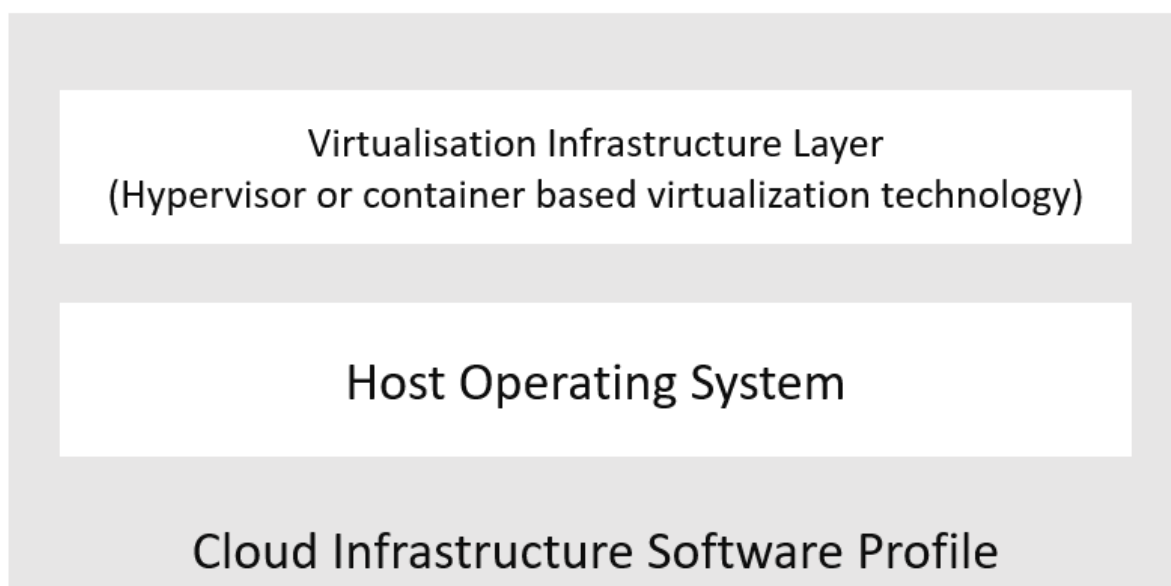 Virtualisation Infrastructure Layer
(Hypervisor or container based virtualization technology)
Host Operating System
Cloud Infrastructure Software Profile